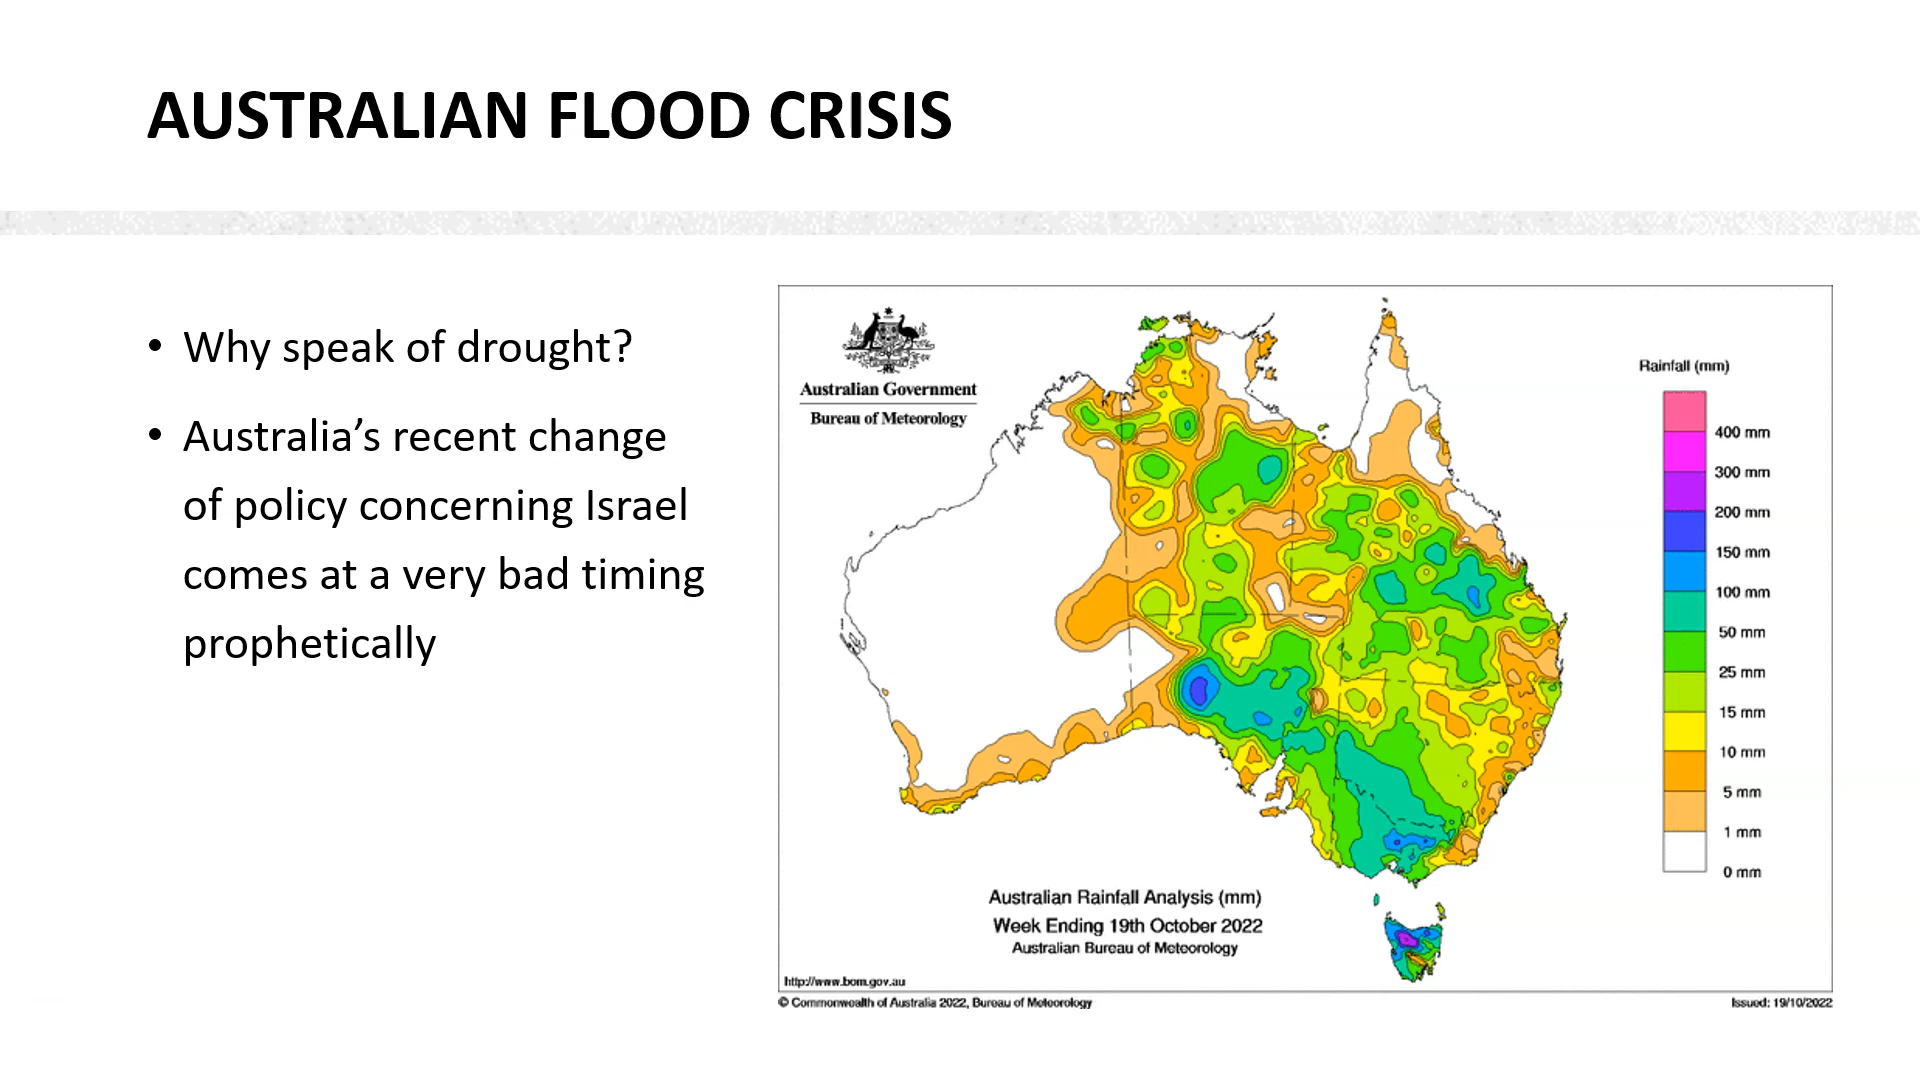 AUSTRALIAN FLOOD CRISIS
• Why speak of drought?
• Australia’s recent change
of policy concerning Israel
comes at a very bad timing
prophetically
Australian Government
Bureau of Meteorology
Rainfall (mm)
400 mm
300 mm
200 mm
150 mm
100 mm
50 mm
25 mm
15 mm
10 mm
5 mm
1 mm
0 mm
Australian Rainfall Analysis (mm)
Week Ending 19th October 2022
Australian Bureau of Meteorology
http://www.bom.gov.au
© Commonwealth of Australia 2022, Bureau of Meteorology
Issued: 19/10/2022